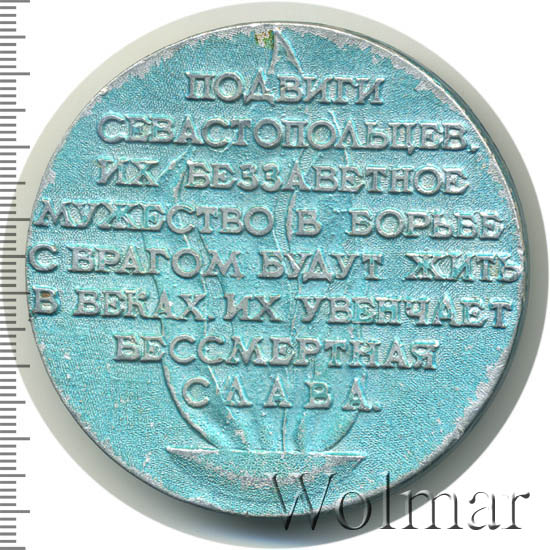 А
ПОДВИГИ
СЕВАСТОПОЛЬЦЕВ,
ИХ БЕЗЗАВЕТНОЕ
МУЖЕСТВО В БОРЬБЕ
С ВРАГОМ БУДУТ ЖИТЬ
В ВЕКАХ. ИХ УВЕНЧАЕТ
БЕССМЕРТНАЯ
СЛАВА.
Wolmar